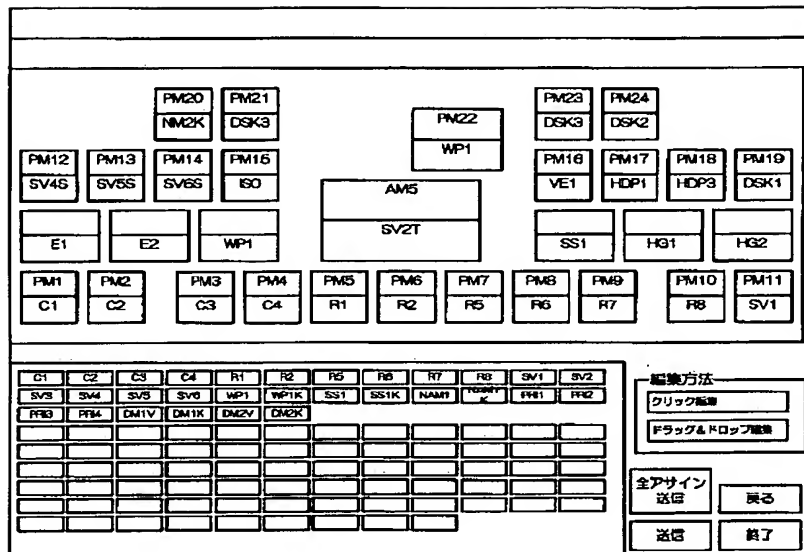 PM20 PM21 PM23 PM24
NM2K DSK3 PM22 DSK3 DSK2
WP1
PM12 PM13 PM14 PM15 PM16 PM17 PM18 PM19
SV4S SV5S SV6S ISO AM5 VE1 HDP1 HDP3 DSK1
SV2T
E1 E2 WP1 SS1 HG1 HG2
PM1 PM2 PM3 PM4 PM5 PM6 PM7 PM8 PM9 PM10 PM11
C1 C2 C3 C4 R1 R2 R5 R6 R7 R8 SV1
C1 C2 C3 C4 R1 R2 R5 R6 R7 R8 SV1 SV2
SV3 SV4 SV5 SV6 WP1 WP1K SS1 SS1K NAM1 PRI1 PRI2
PRI3 PRI4 DM1V DM1K DM2V DM2K
編集方法
クリック編集
ドラッグ&ドロップ編集
全アサイン
送信 戻る
送信 終了